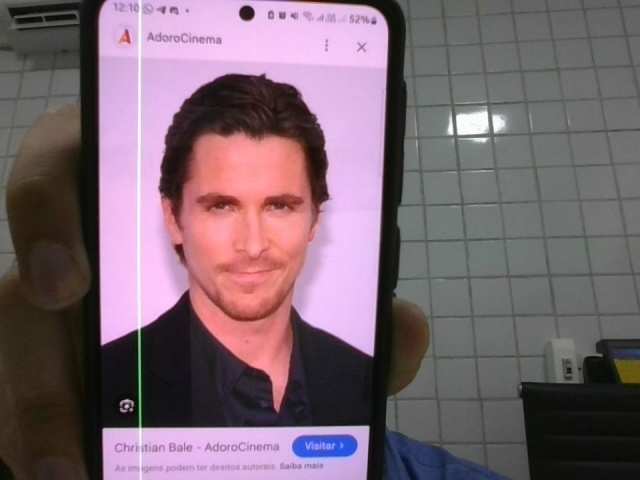 12:10
52%
AdoroCinema
Christian Bale - AdoroCinema
Visitar >
As imagens podem ter direitos autorais. Saiba mais